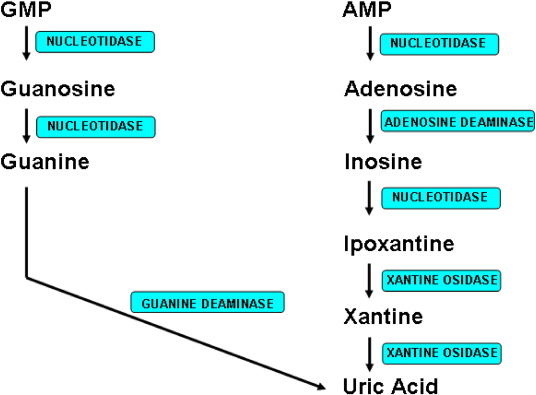 GMP
NUCLEOTIDASE
Guanosine
NUCLEOTIDASE
Guanine
GUANINE DEAMINASE
AMP
NUCLEOTIDASE
Adenosine
ADENOSINE DEAMINASE
Inosine
NUCLEOTIDASE
Ipoxantine
XANTINE OSIDASE
Xantine
XANTINE OSIDASE
Uric Acid